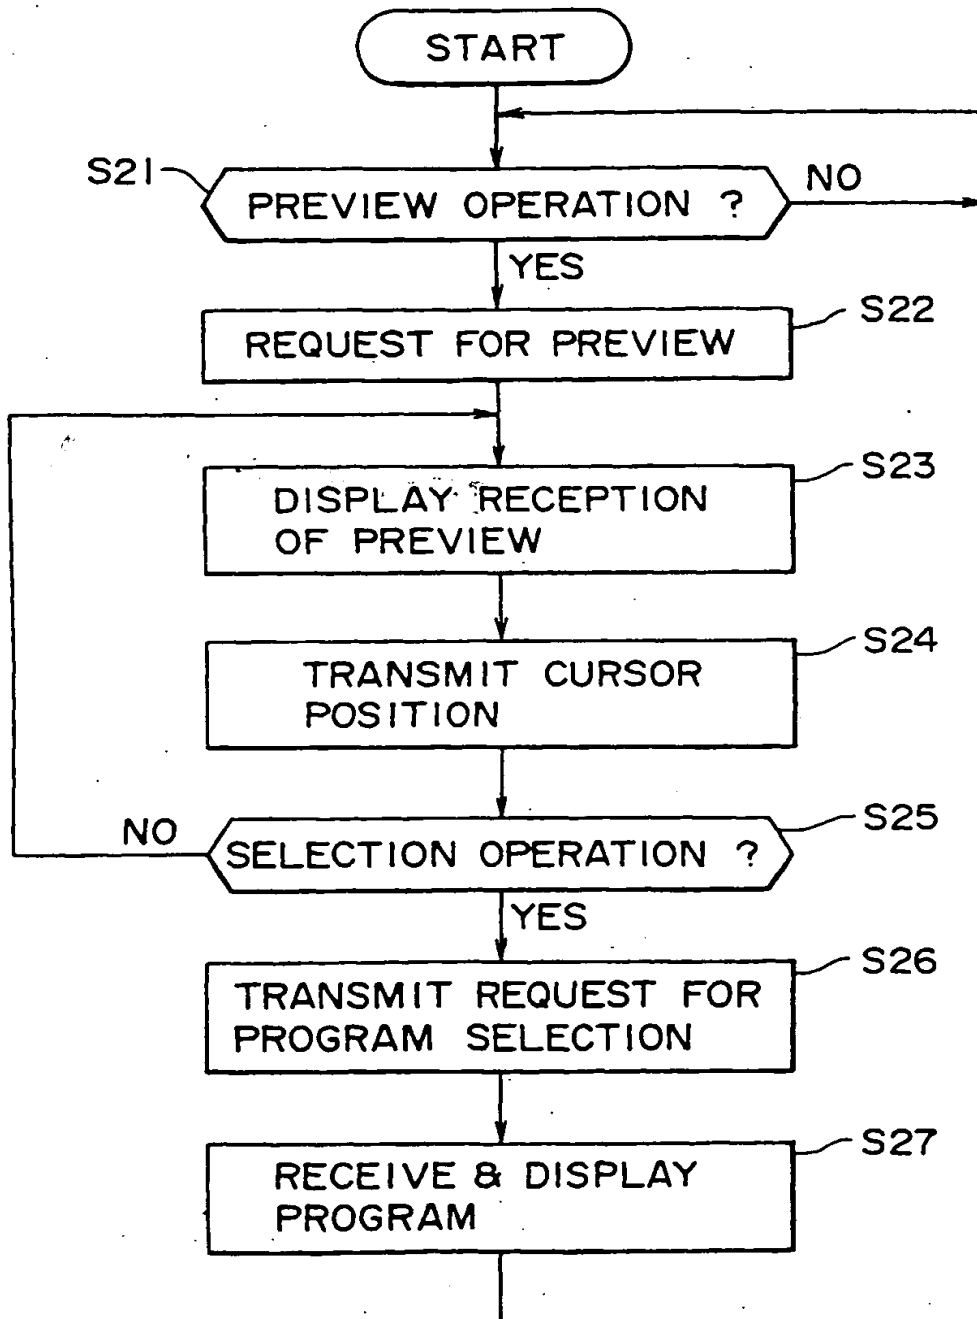 START
S21
PREVIEW OPERATION ?
NO
YES
S22
REQUEST FOR PREVIEW
S23
DISPLAY RECEPTION
OF PREVIEW
S24
TRANSMIT CURSOR
POSITION
S25
NO
SELECTION OPERATION ?
YES
S26
TRANSMIT REQUEST FOR
PROGRAM SELECTION
S27
RECEIVE & DISPLAY
PROGRAM